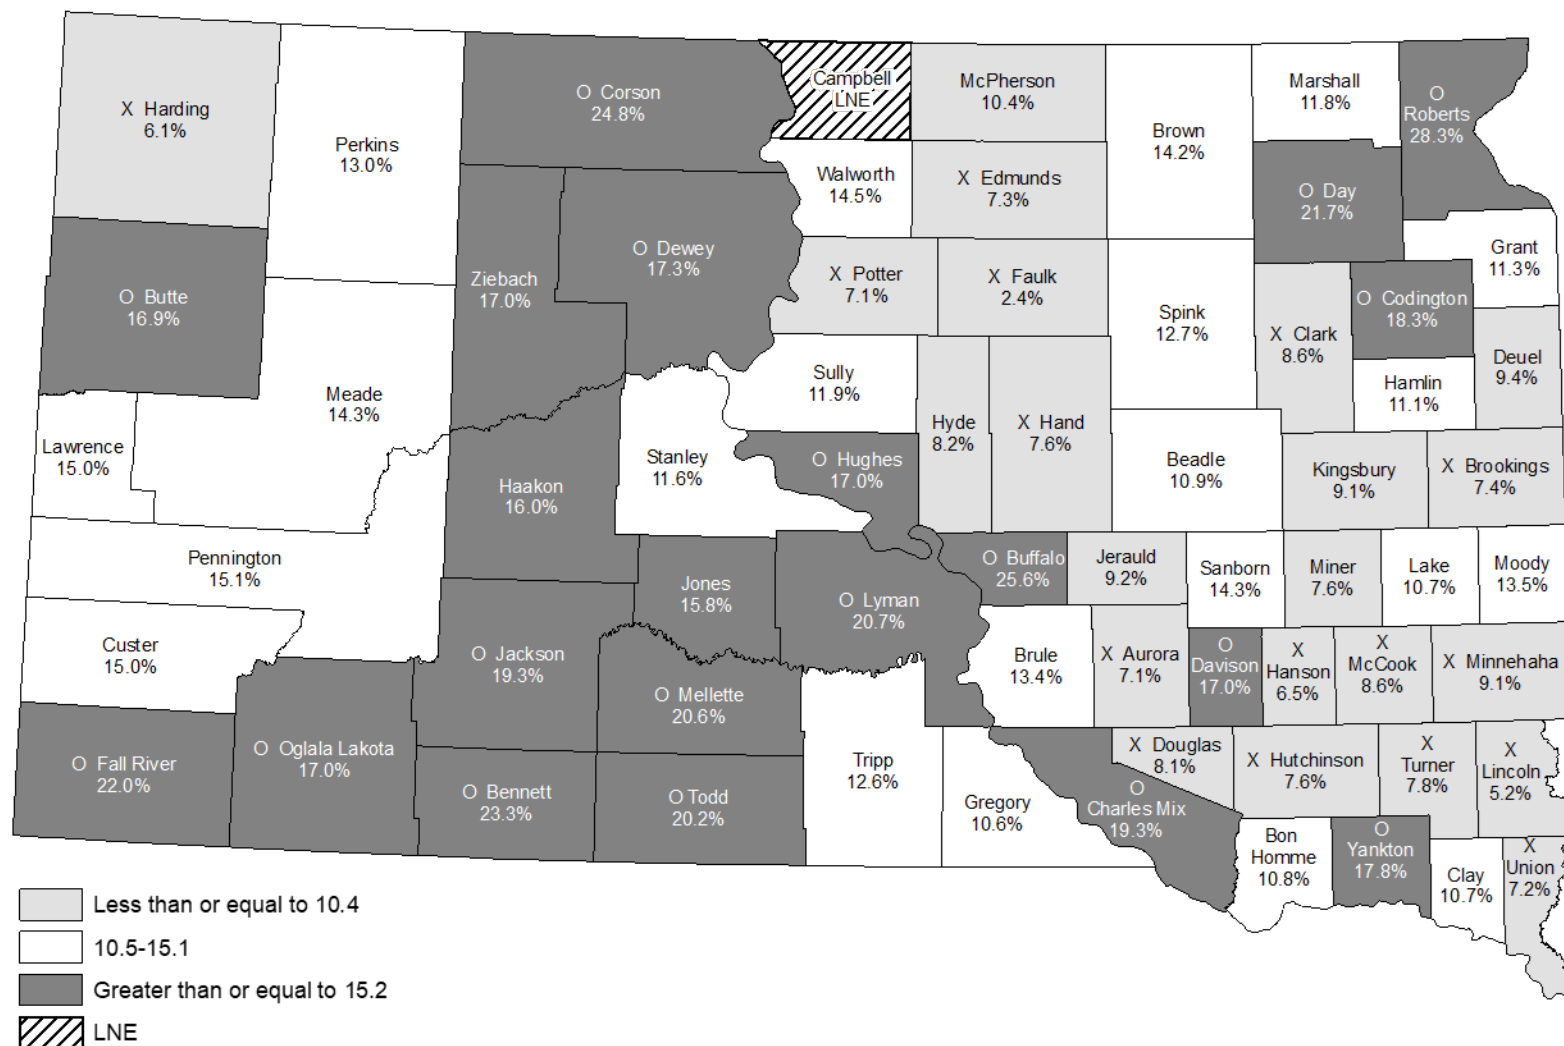 X Harding
6.1%
Perkins
13.0%
O Corson
24.8%
Campbell
LNE
McPherson
10.4%
Brown
14.2%
Marshall
11.8%
O
Roberts
28.3%
Walworth
14.5%
X Edmunds
7.3%
O Day
21.7%
Grant
11.3%
O Butte
16.9%
Ziebach
17.0%
O Dewey
17.3%
X Potter
7.1%
X Faulk
2.4%
Spink
12.7%
X Clark
8.6%
O Codington
18.3%
Deuel
9.4%
Hamlin
11.1%
Meade
14.3%
Sully
11.9%
Hyde
8.2%
X Hand
7.6%
Lawrence
15.0%
Haakon
16.0%
Stanley
11.6%
O Hughes
17.0%
Beadle
10.9%
Kingsbury
9.1%
X Brookings
7.4%
Pennington
15.1%
Jones
15.8%
O Lyman
20.7%
O Buffalo
25.6%
Jerauld
9.2%
Sanborn
14.3%
Miner
7.6%
Lake
10.7%
Moody
13.5%
Custer
15.0%
O Jackson
19.3%
O Mellette
20.6%
Brule
13.4%
X Aurora
7.1%
O
Davison
17.0%
X
Hanson
6.5%
X
McCook
8.6%
X Minnehaha
9.1%
O Fall River
22.0%
O Oglala Lakota
17.0%
O Bennett
23.3%
O Todd
20.2%
Tripp
12.6%
Gregory
10.6%
O
Charles Mix
19.3%
X Douglas
8.1%
X Hutchinson
7.6%
X
Turner
7.8%
X
Lincoln
5.2%
Bon
Homme
10.8%
O
Yankton
17.8%
Clay
10.7%
X
Union
7.2%
Less than or equal to 10.4
10.5-15.1
Greater than or equal to 15.2
LNE